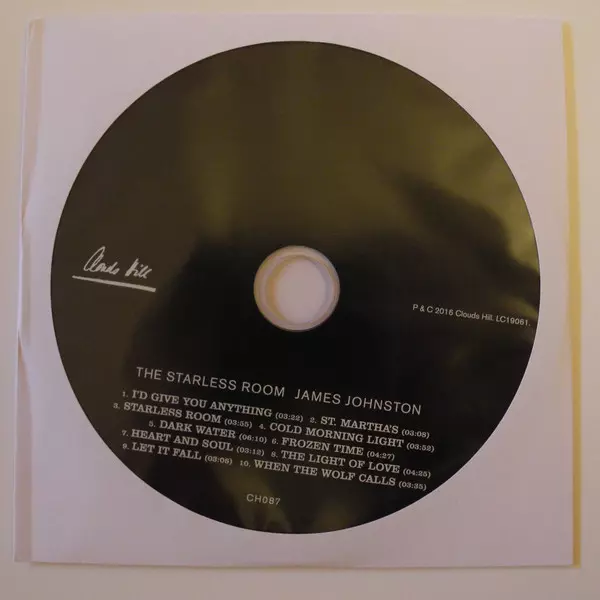 Clouds Hill
P & C 2016 Clouds Hill. LC19061.
THE STARLESS ROOM JAMES JOHNSTON
1. I'D GIVE YOU ANYTHING (03:22) 2. ST. MARTHA'S (03:08)
3. STARLESS ROOM (03:55) 4. COLD MORNING LIGHT (03:52)
5. DARK WATER (06:10) 6. FROZEN TIME (04:27)
7. HEART AND SOUL (03:12) 8. THE LIGHT OF LOVE (04:25)
9. LET IT FALL (02:06) 10. WHEN THE WOLF CALLS (03:35)
CH087